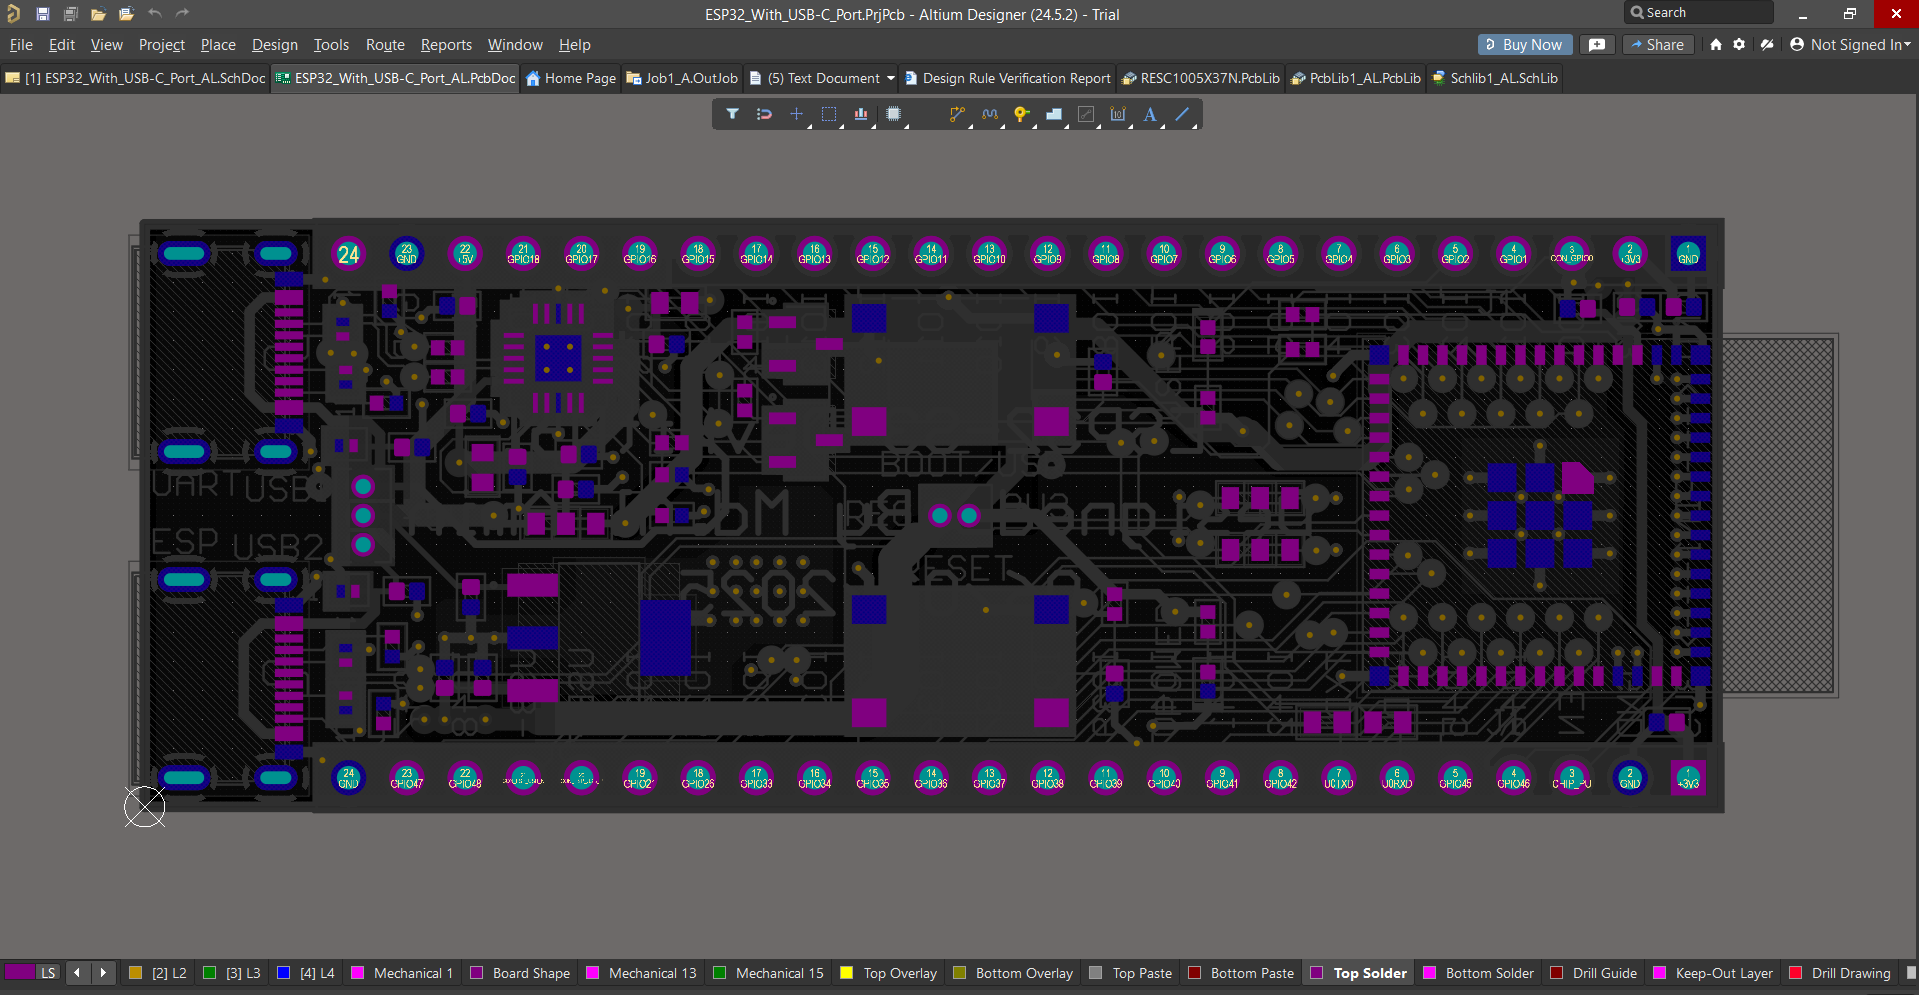 ESP32_With_USB-C_Port.PrjPcb - Altium Designer (24.5.2) - Trial
Search
File Edit View Project Place Design Tools Route Reports Window Help
Buy Now Share Not Signed In
[1] ESP32_With_USB-C_Port_AL.SchDoc ESP32_With_USB-C_Port_AL.PcbDoc Home Page Job1_A.OutJob (5) Text Document Design Rule Verification Report RESC1005X37N.PcbLib PcbLib1_AL.PcbLib Schlib1_AL.SchLib
24 23 22 21 20 19 18 17 16 15 14 13 12 11 10 9 8 7 6 5 4 3 2 1
GND +5V GPIO18 GPIO17 GPIO16 GPIO15 GPIO14 GPIO13 GPIO12 GPIO11 GPIO10 GPIO9 GPIO8 GPIO7 GPIO6 GPIO5 GPIO4 GPIO3 GPIO2 GPIO1 CON_GPIO0 +3V3 GND
BOOT
UART USB
ESP USB2
RESET
2025
24 23 22 19 18 17 16 15 14 13 12 11 10 9 8 7 6 5 4 3 2 1
GND GPIO47 GPIO48 GPIO21 GPIO26 GPIO33 GPIO34 GPIO35 GPIO36 GPIO37 GPIO38 GPIO39 GPIO40 GPIO41 GPIO42 U0TXD U0RXD GPIO45 GPIO46 CHIP_PU GND +3V3
LS [2] L2 [3] L3 [4] L4 Mechanical 1 Board Shape Mechanical 13 Mechanical 15 Top Overlay Bottom Overlay Top Paste Bottom Paste Top Solder Bottom Solder Drill Guide Keep-Out Layer Drill Drawing